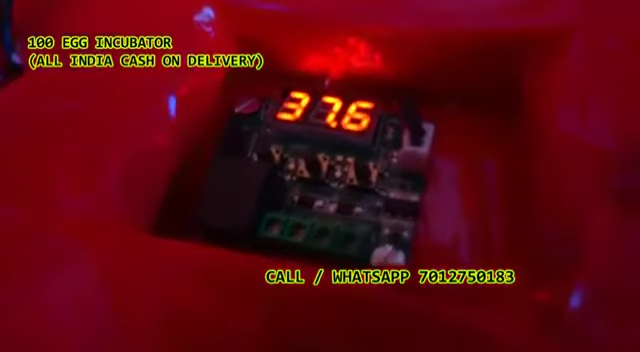 100 EGG INCUBATOR
(ALL INDIA CASH ON DELIVERY)
37.6
CALL / WHATSAPP 7012750183